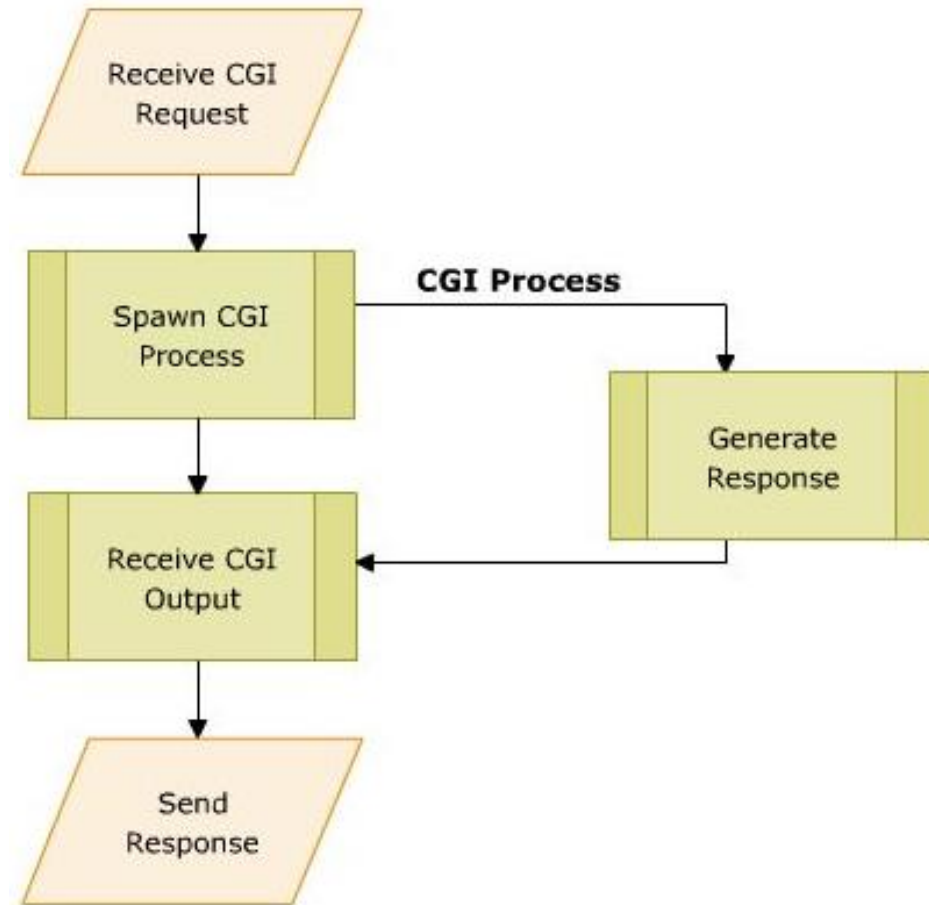 Receive CGI
Request
CGI Process
Spawn CGI
Process
Generate
Response
Receive CGI
Output
Send
Response